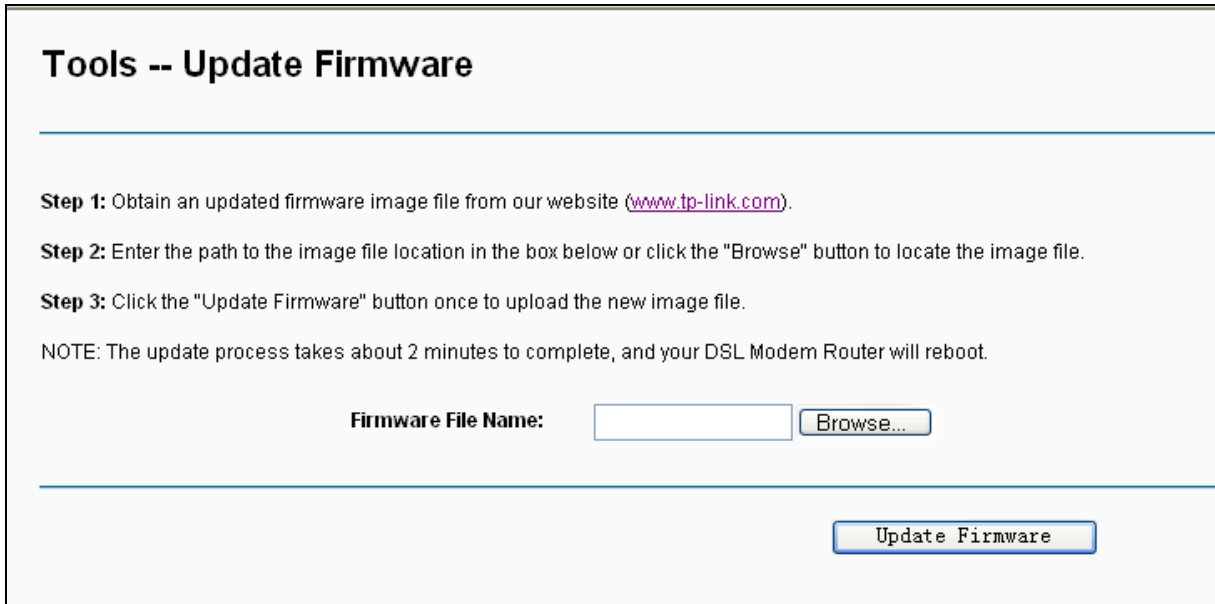 Tools -- Update Firmware
Step 1: Obtain an updated firmware image file from our website (www.tp-link.com).
Step 2: Enter the path to the image file location in the box below or click the "Browse" button to locate the image file.
Step 3: Click the "Update Firmware" button once to upload the new image file.
NOTE: The update process takes about 2 minutes to complete, and your DSL Modem Router will reboot.
Firmware File Name: Browse...
Update Firmware